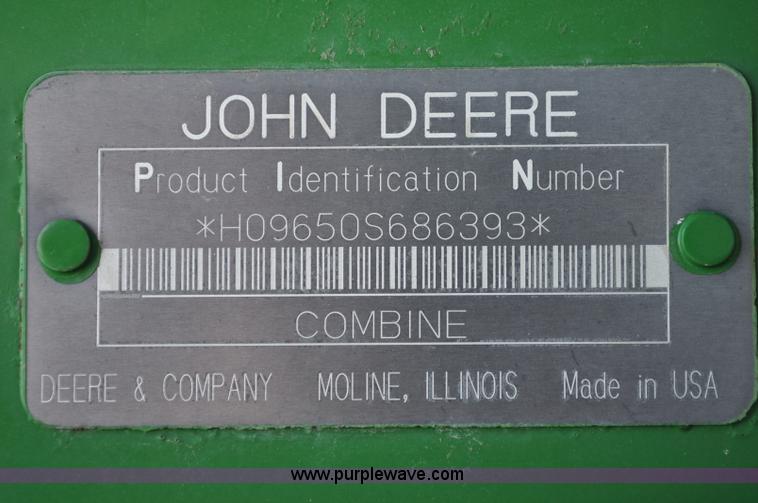 JOHN DEERE
Product Identification Number
*H09650S686393*
COMBINE
DEERE & COMPANY MOLINE, ILLINOIS Made in USA
www.purplewave.com